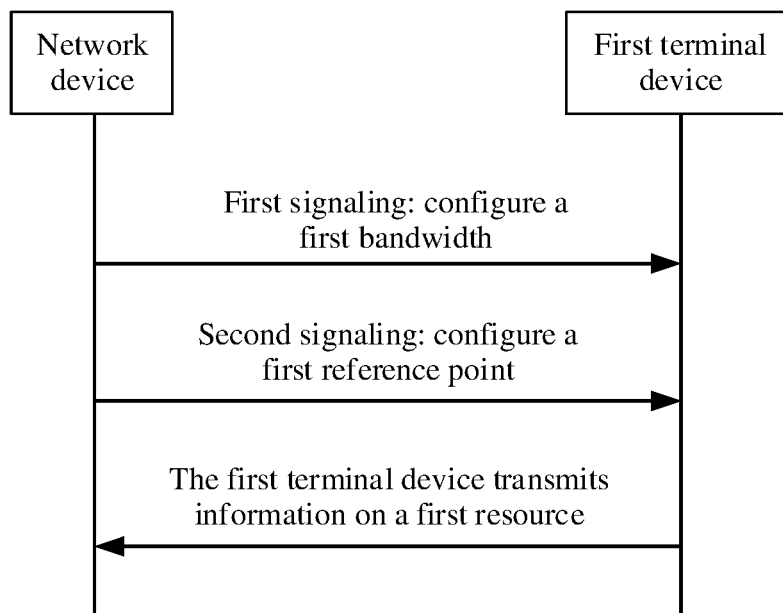 Network
device
First terminal
device
First signaling: configure a
first bandwidth
Second signaling: configure a
first reference point
The first terminal device transmits
information on a first resource